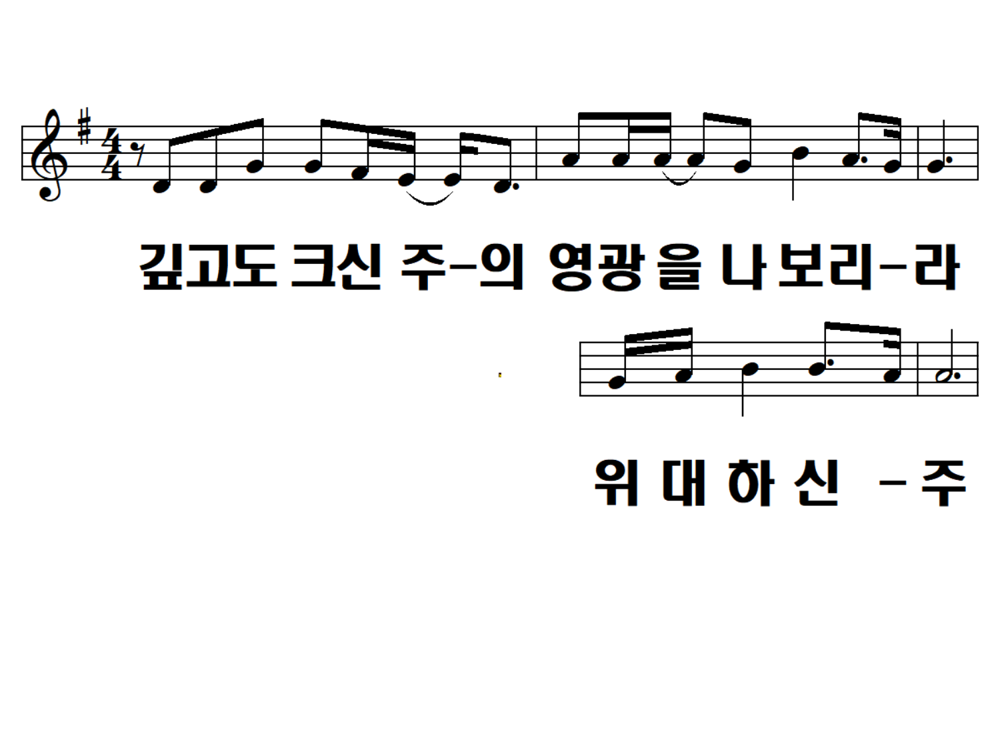 깊고도 크신 주-의 영광 을 나 보리-라
위 대 하 신 - 주